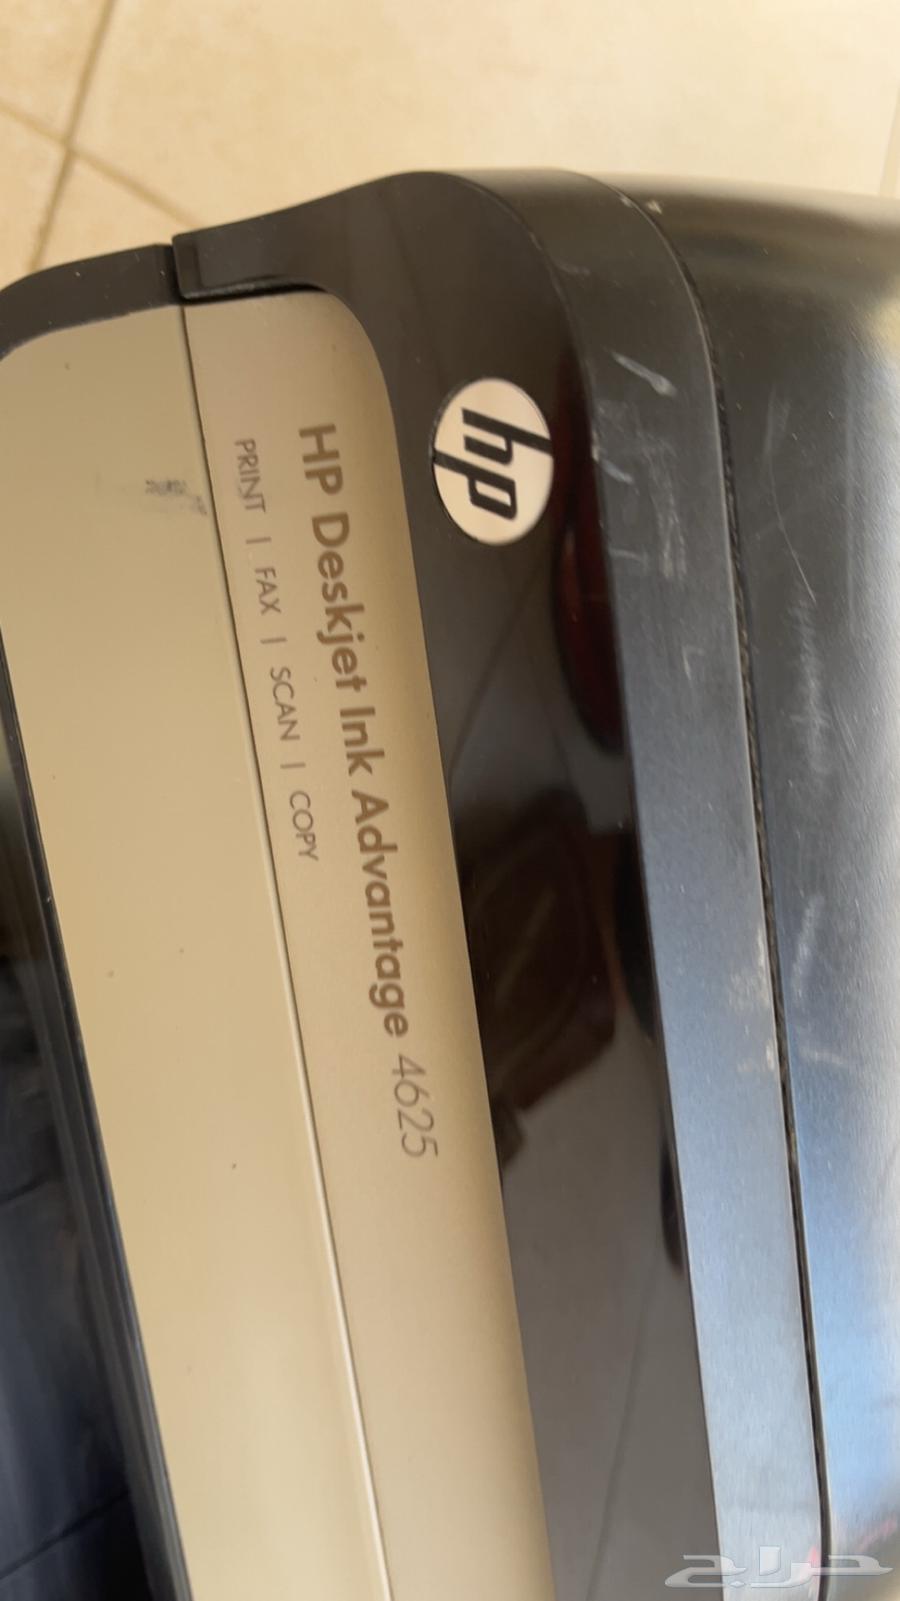 hp
HP Deskjet Ink Advantage 4625
PRINT | FAX | SCAN | COPY
حراج